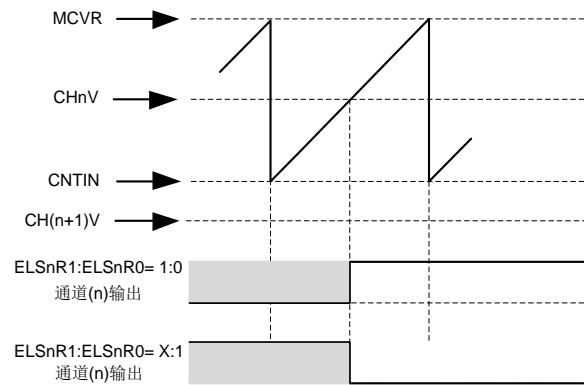 MCVR
CHnV
CNTIN
CH(n+1)V
ELSnR1:ELSnR0= 1:0
通道(n)输出
ELSnR1:ELSnR0= X:1
通道(n)输出